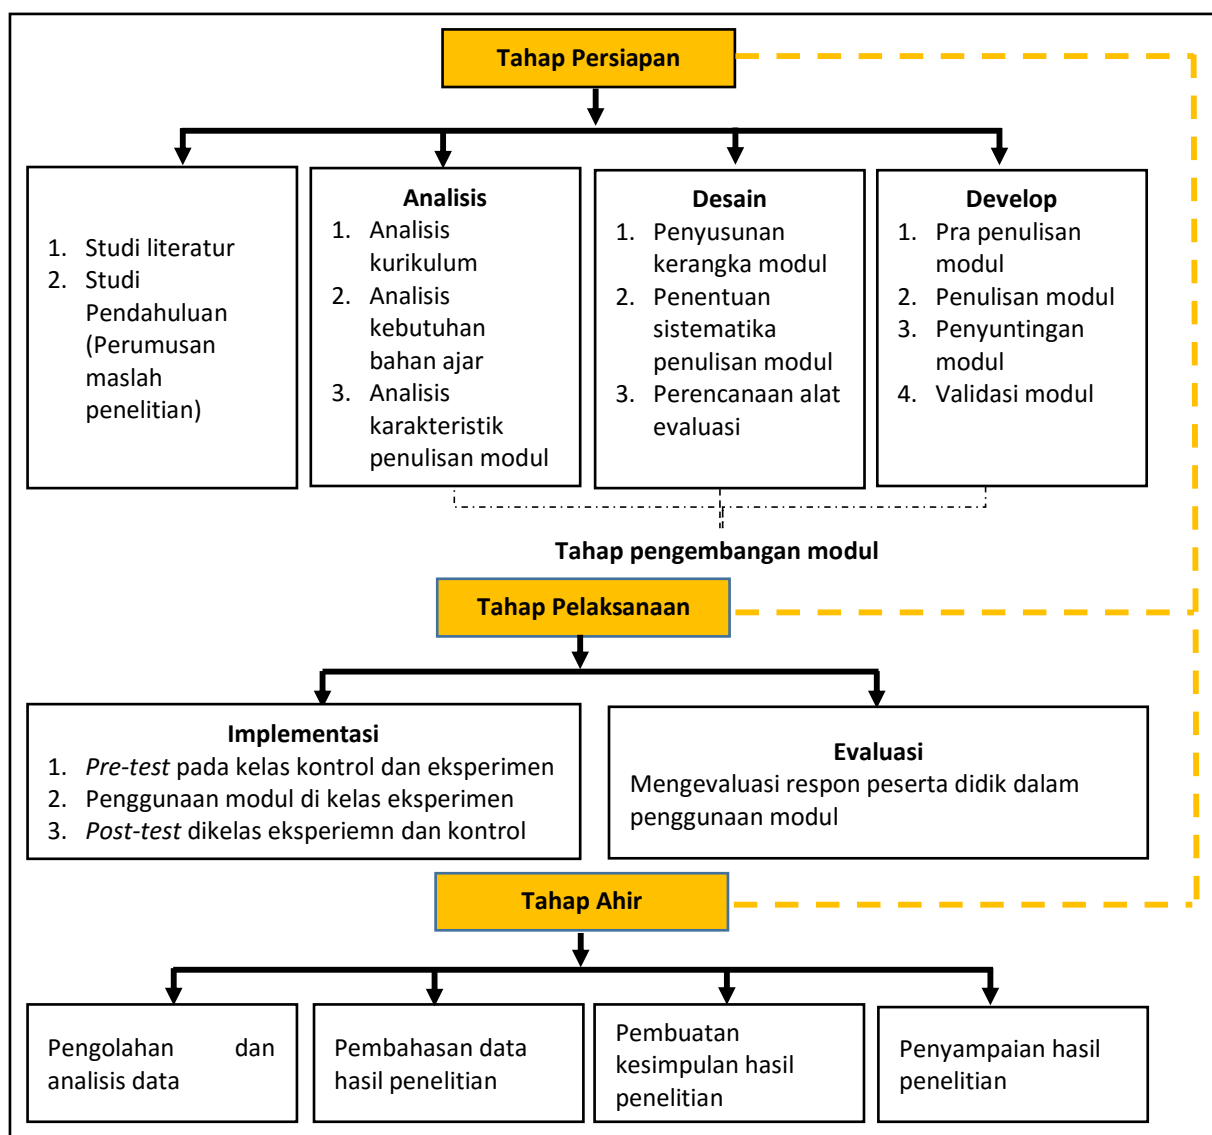 Tahap Persiapan
1. Studi literatur
2. Studi
Pendahuluan
(Perumusan
maslah
penelitian)
Analisis
1. Analisis
kurikulum
2. Analisis
kebutuhan
bahan ajar
3. Analisis
karakteristik
penulisan modul
Desain
1. Penyusunan
kerangka modul
2. Penentuan
sistematika
penulisan modul
3. Perencanaan alat
evaluasi
Develop
1. Pra penulisan
modul
2. Penulisan modul
3. Penyuntingan
modul
4. Validasi modul
Tahap pengembangan modul
Tahap Pelaksanaan
Implementasi
1. Pre-test pada kelas kontrol dan eksperimen
2. Penggunaan modul di kelas eksperimen
3. Post-test dikelas eksperiemn dan kontrol
Evaluasi
Mengevaluasi respon peserta didik dalam
penggunaan modul
Tahap Ahir
Pengolahan dan
analisis data
Pembahasan data
hasil penelitian
Pembuatan
kesimpulan hasil
penelitian
Penyampaian hasil
penelitian